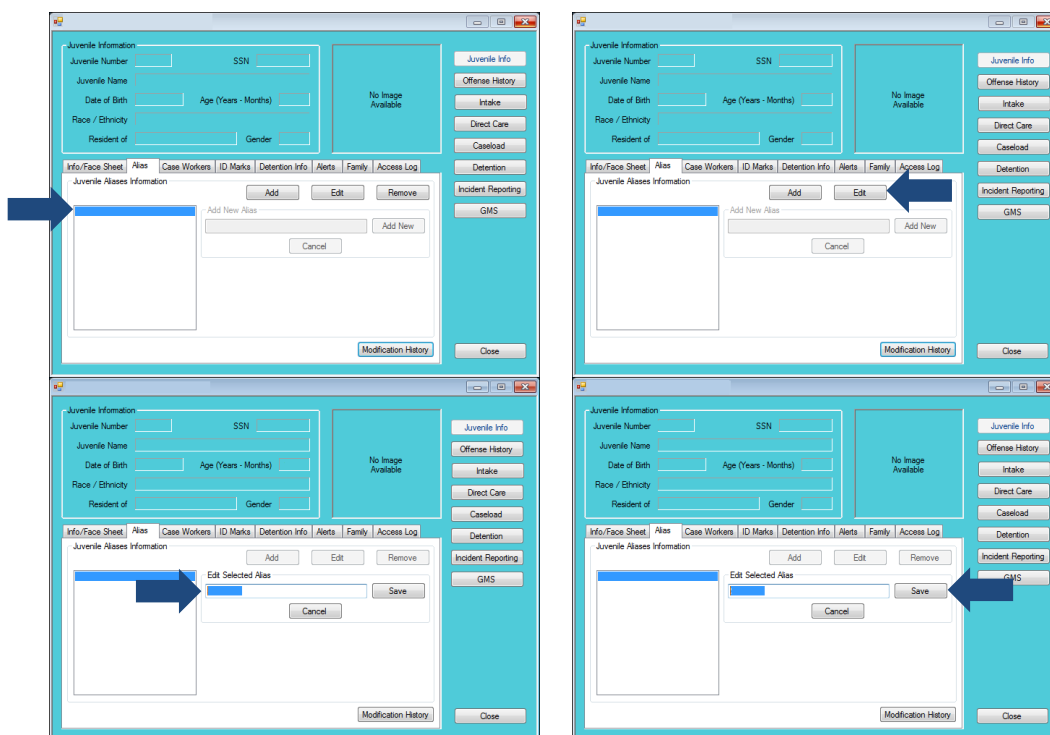 Juvenile Information
Juvenile Number SSN
Juvenile Name
Date of Birth Age (Years - Months)
Race / Ethnicity
Resident of Gender
No Image
Available
Juvenile Info
Offense History
Intake
Direct Care
Caseload
Detention
Incident Reporting
GMS
Info/Face Sheet Alias Case Workers ID Marks Detention Info Alerts Family Access Log
Juvenile Aliases Information
Add Edit Remove
Add New Alias
Add New
Cancel
Modification History
Close
Juvenile Information
Juvenile Number SSN
Juvenile Name
Date of Birth Age (Years - Months)
Race / Ethnicity
Resident of Gender
No Image
Available
Juvenile Info
Offense History
Intake
Direct Care
Caseload
Detention
Incident Reporting
GMS
Info/Face Sheet Alias Case Workers ID Marks Detention Info Alerts Family Access Log
Juvenile Aliases Information
Add Edit
Add New Alias
Add New
Cancel
Modification History
Close
Juvenile Information
Juvenile Number SSN
Juvenile Name
Date of Birth Age (Years - Months)
Race / Ethnicity
Resident of Gender
No Image
Available
Juvenile Info
Offense History
Intake
Direct Care
Caseload
Detention
Incident Reporting
GMS
Info/Face Sheet Alias Case Workers ID Marks Detention Info Alerts Family Access Log
Juvenile Aliases Information
Add Edit Remove
Edit Selected Alias
Save
Cancel
Modification History
Close
Juvenile Information
Juvenile Number SSN
Juvenile Name
Date of Birth Age (Years - Months)
Race / Ethnicity
Resident of Gender
No Image
Available
Juvenile Info
Offense History
Intake
Direct Care
Caseload
Detention
Incident Reporting
GMS
Info/Face Sheet Alias Case Workers ID Marks Detention Info Alerts Family Access Log
Juvenile Aliases Information
Add Edit Remove
Edit Selected Alias
Save
Cancel
Modification History
Close